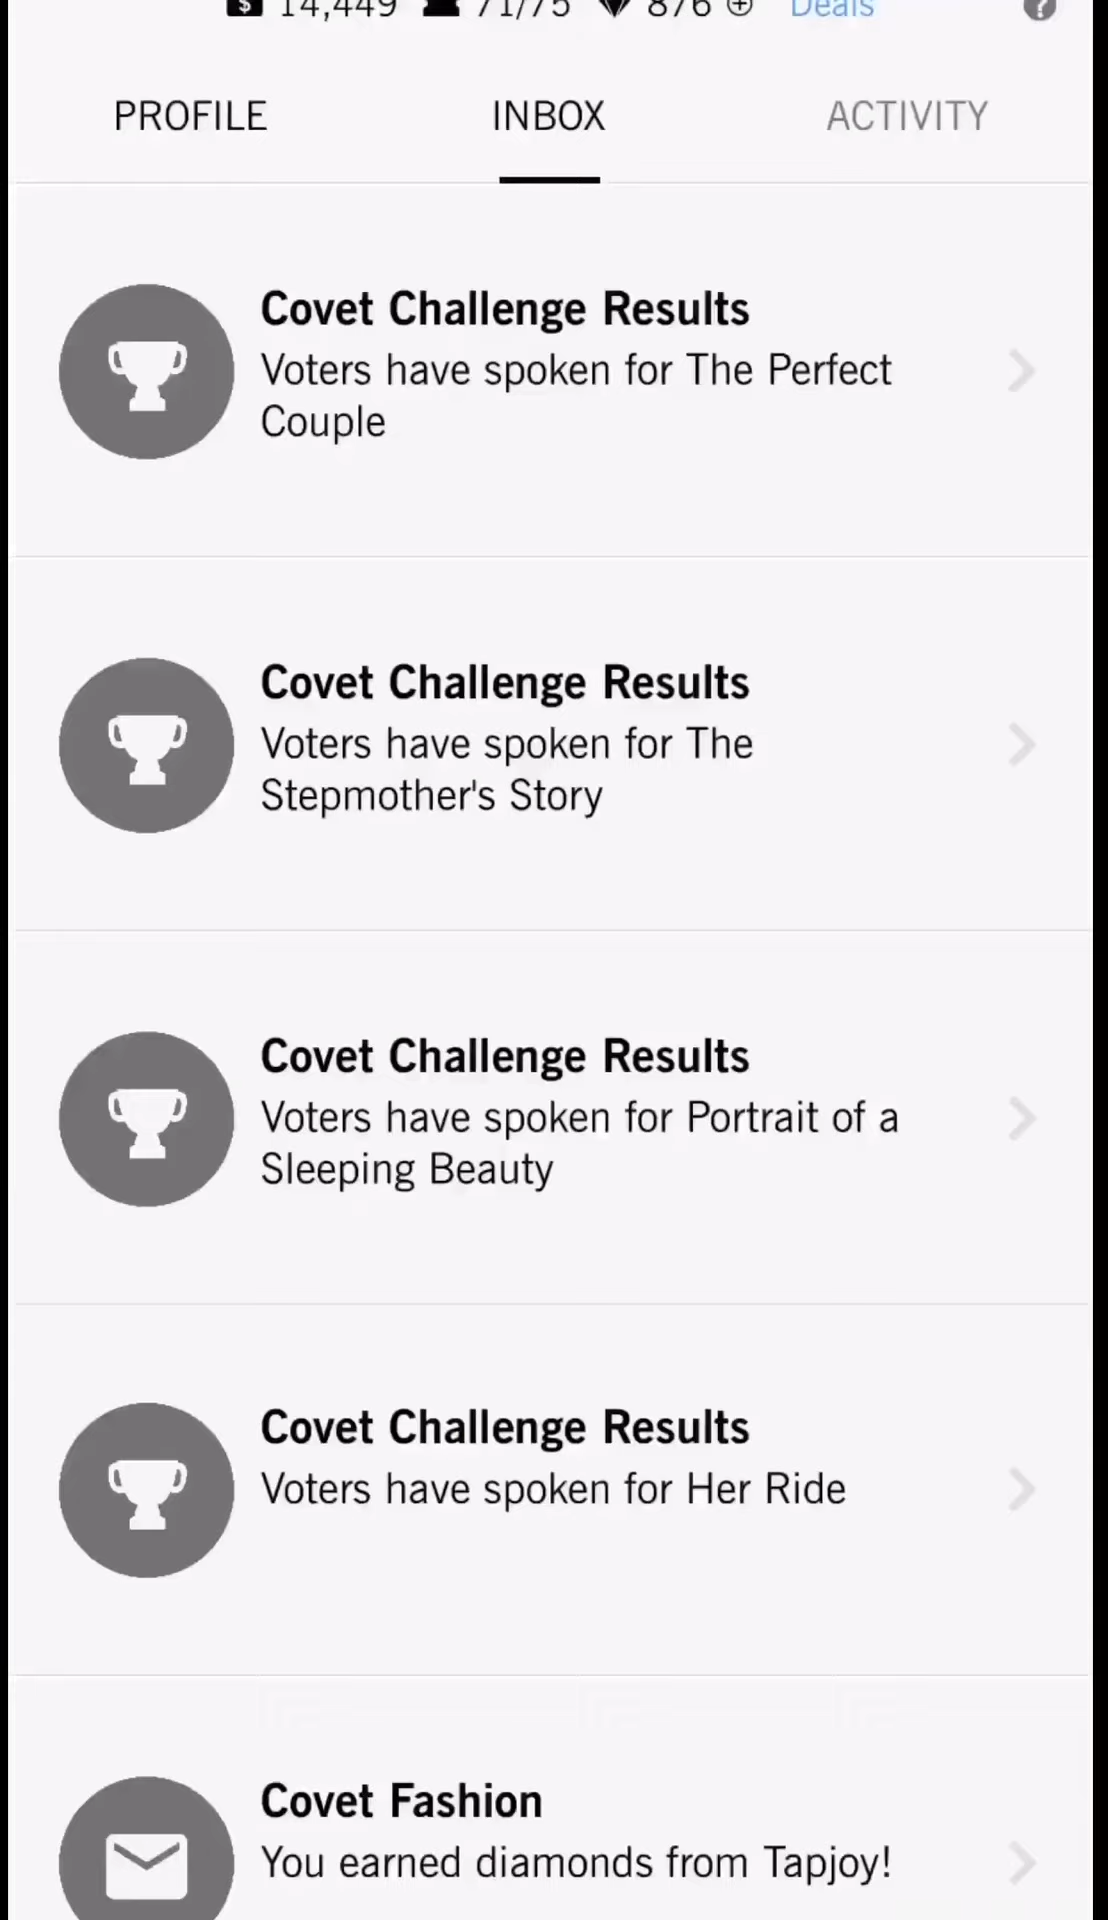 $ 14,449 71/75 876 Deals ?
PROFILE INBOX ACTIVITY
Covet Challenge Results
Voters have spoken for The Perfect
Couple
Covet Challenge Results
Voters have spoken for The
Stepmother's Story
Covet Challenge Results
Voters have spoken for Portrait of a
Sleeping Beauty
Covet Challenge Results
Voters have spoken for Her Ride
Covet Fashion
You earned diamonds from Tapjoy!